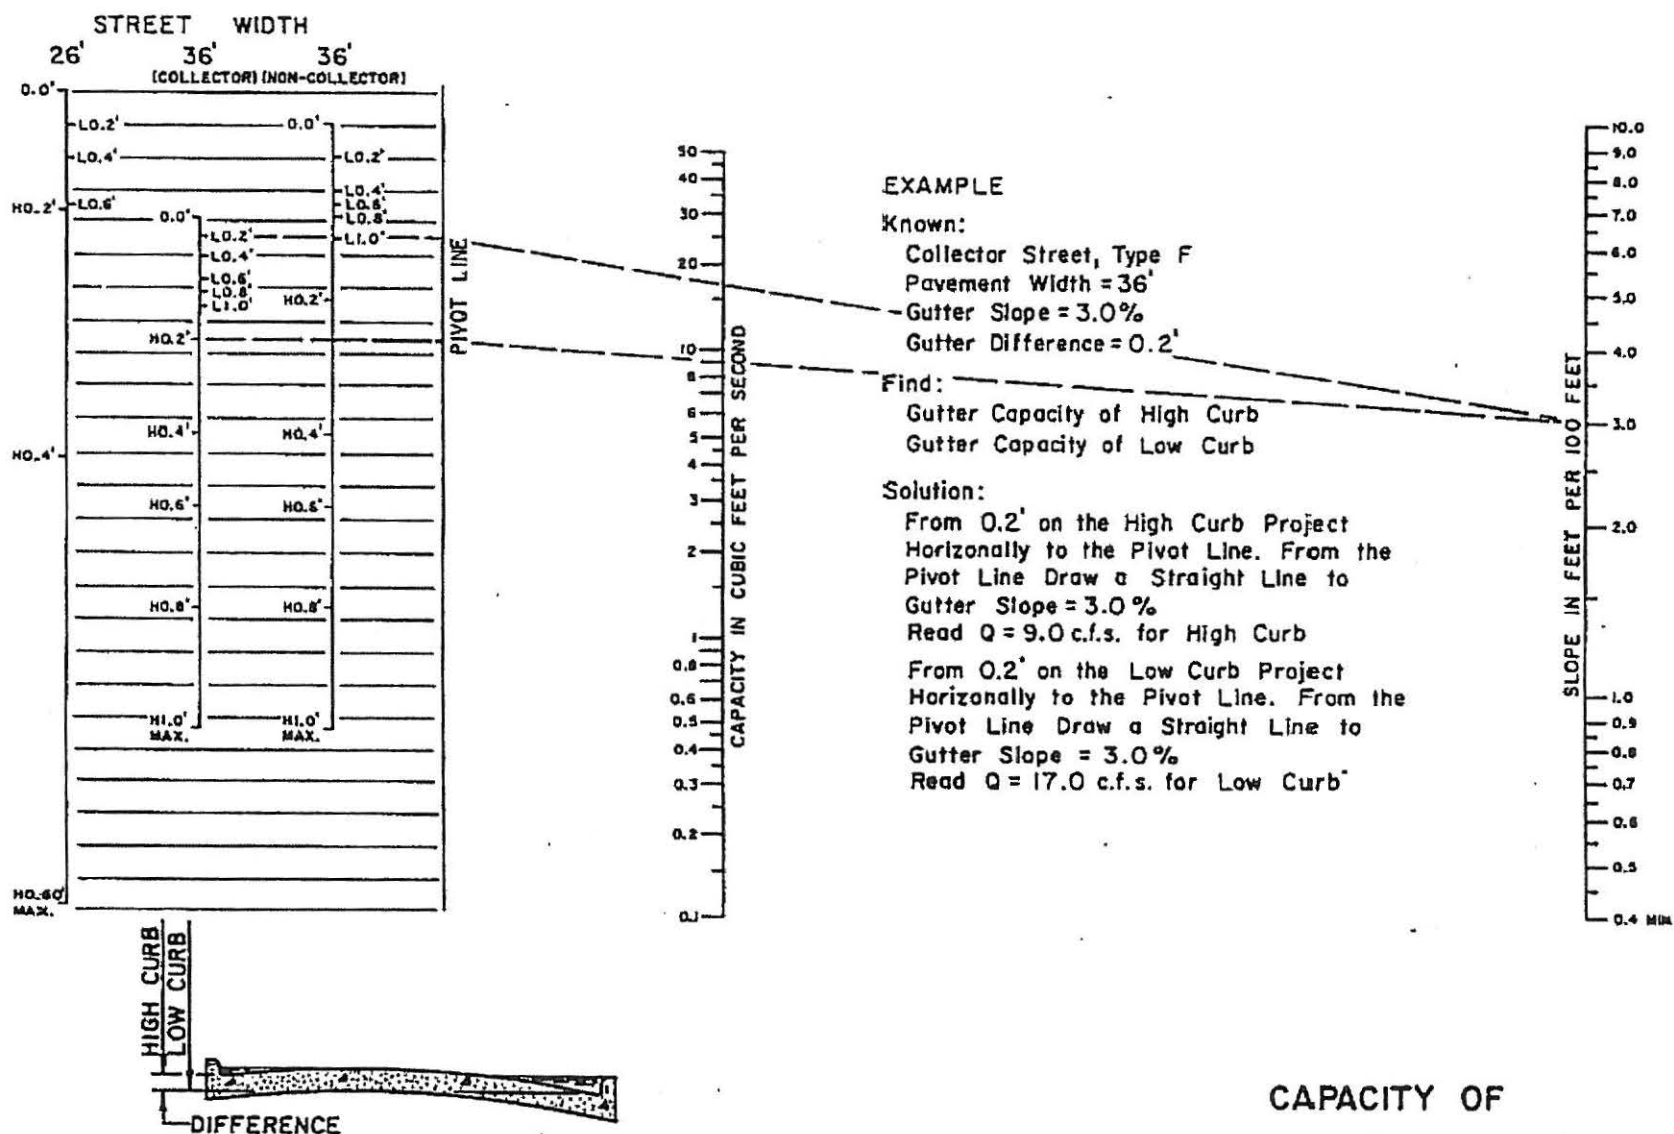 STREET WIDTH
26' 36' 36'
(COLLECTOR) (NON-COLLECTOR)
0.0'
L0.2'
L0.4'
L0.6'
H0.2'
H0.4'
H0.60'
MAX.
0.0'
L0.2'
L0.4'
L0.6'
L0.8'
L1.0'
H0.2'
H0.4'
H0.6'
H0.8'
H1.0'
MAX.
0.0'
L0.2'
L0.4'
L0.6'
L0.8'
L1.0'
H0.2'
H0.4'
H0.6'
H0.8'
H1.0'
MAX.
PIVOT LINE
50
40
30
20
10
8
6
5
4
3
2
1
0.8
0.6
0.5
0.4
0.3
0.2
0.1
CAPACITY IN CUBIC FEET PER SECOND
EXAMPLE
Known:
Collector Street, Type F
Pavement Width = 36'
Gutter Slope = 3.0%
Gutter Difference = 0.2'
Find:
Gutter Capacity of High Curb
Gutter Capacity of Low Curb
Solution:
From 0.2' on the High Curb Project
Horizonally to the Pivot Line. From the
Pivot Line Draw a Straight Line to
Gutter Slope = 3.0%
Read Q = 9.0 c.f.s. for High Curb
From 0.2' on the Low Curb Project
Horizonally to the Pivot Line. From the
Pivot Line Draw a Straight Line to
Gutter Slope = 3.0%
Read Q = 17.0 c.f.s. for Low Curb
SLOPE IN FEET PER 100 FEET
10.0
9.0
8.0
7.0
6.0
5.0
4.0
3.0
2.0
1.0
0.9
0.8
0.7
0.6
0.5
0.4 MIN.
HIGH CURB
LOW CURB
DIFFERENCE
CAPACITY OF